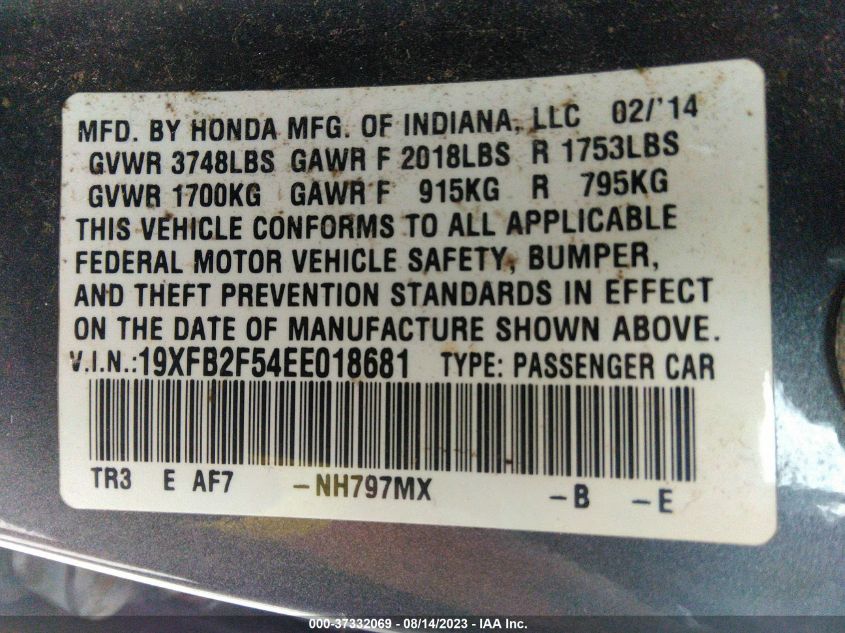 MFD. BY HONDA MFG. OF INDIANA, LLC 02/'14
GVWR 3748LBS GAWR F 2018LBS R 1753LBS
GVWR 1700KG GAWR F 915KG R 795KG
THIS VEHICLE CONFORMS TO ALL APPLICABLE
FEDERAL MOTOR VEHICLE SAFETY, BUMPER,
AND THEFT PREVENTION STANDARDS IN EFFECT
ON THE DATE OF MANUFACTURE SHOWN ABOVE.
V.I.N.:19XFB2F54EE018681 TYPE: PASSENGER CAR
TR3 E AF7 –NH797MX –B –E
000-37332069 - 08/14/2023 - IAA Inc.